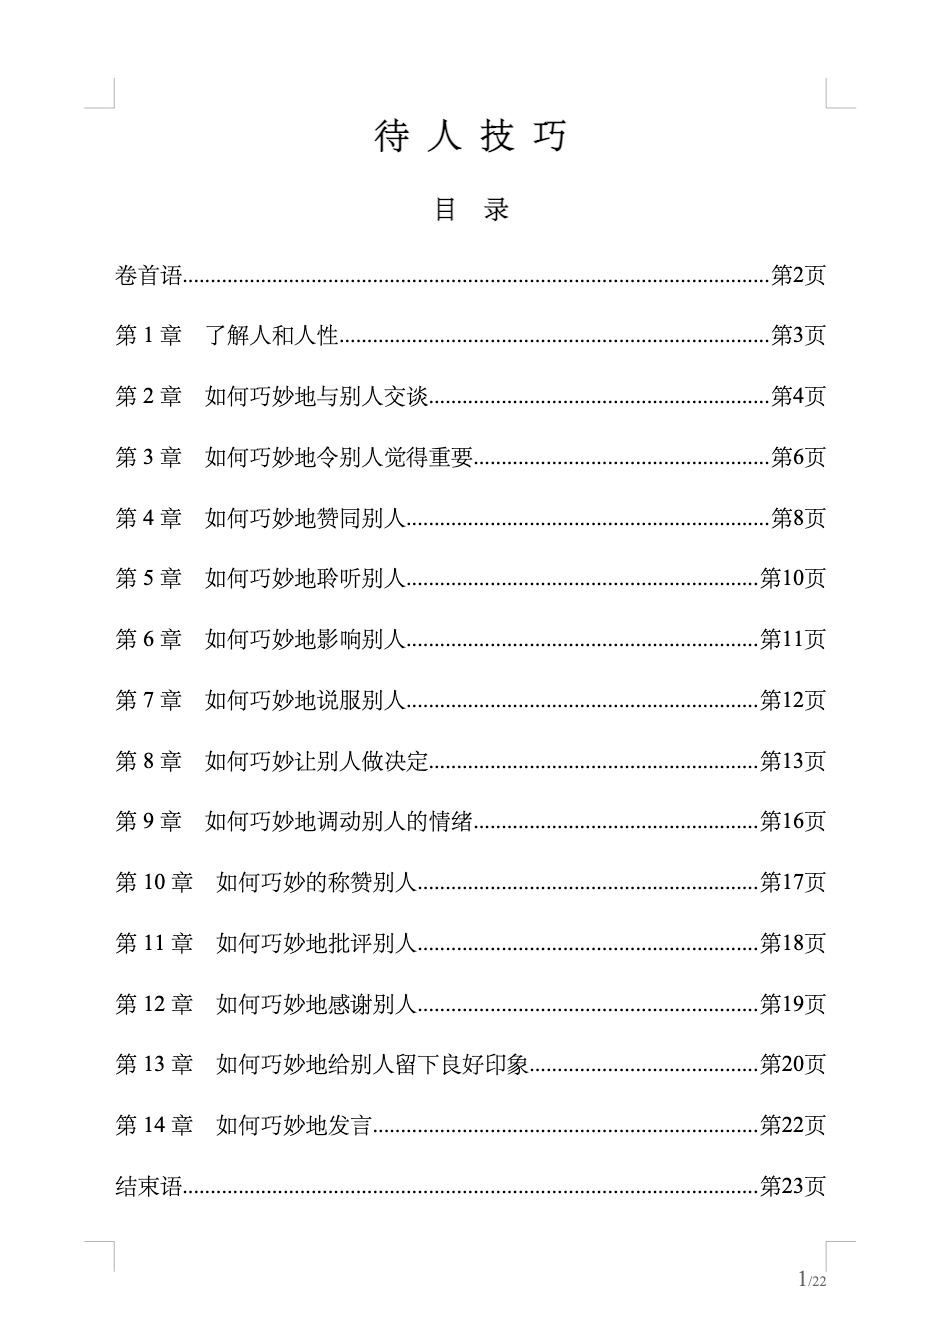 待 人 技 巧
目 录
卷首语...........................................................................................................第2页
第 1 章 了解人和人性..............................................................................第3页
第 2 章 如何巧妙地与别人交谈..............................................................第4页
第 3 章 如何巧妙地令别人觉得重要......................................................第6页
第 4 章 如何巧妙地赞同别人..................................................................第8页
第 5 章 如何巧妙地聆听别人................................................................第10页
第 6 章 如何巧妙地影响别人................................................................第11页
第 7 章 如何巧妙地说服别人................................................................第12页
第 8 章 如何巧妙让别人做决定............................................................第13页
第 9 章 如何巧妙地调动别人的情绪....................................................第16页
第 10 章 如何巧妙的称赞别人..............................................................第17页
第 11 章 如何巧妙地批评别人..............................................................第18页
第 12 章 如何巧妙地感谢别人..............................................................第19页
第 13 章 如何巧妙地给别人留下良好印象..........................................第20页
第 14 章 如何巧妙地发言......................................................................第22页
结束语.........................................................................................................第23页
1/22